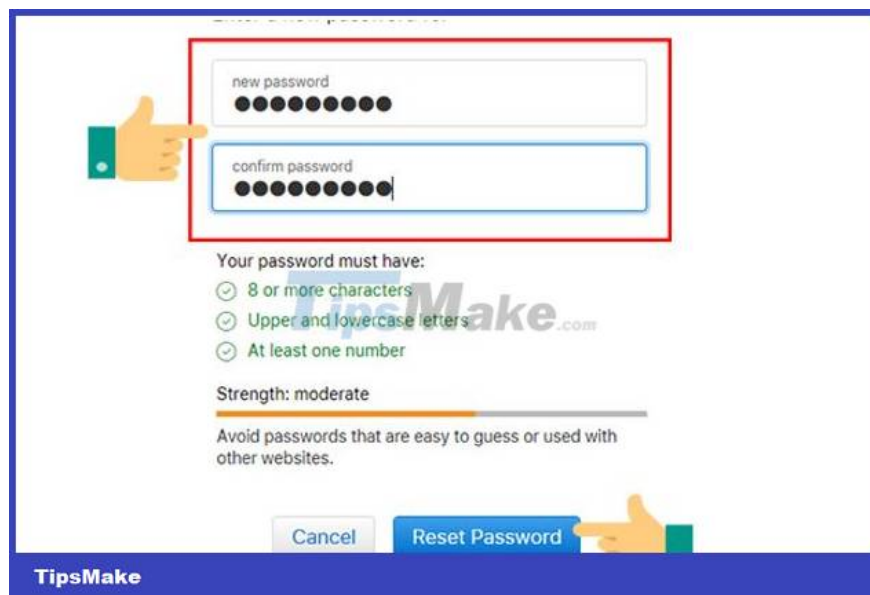 new password
confirm password
Your password must have:
8 or more characters
Upper and lowercase letters
At least one number
TipsMake.com
Strength: moderate
Avoid passwords that are easy to guess or used with
other websites.
Cancel
Reset Password
TipsMake